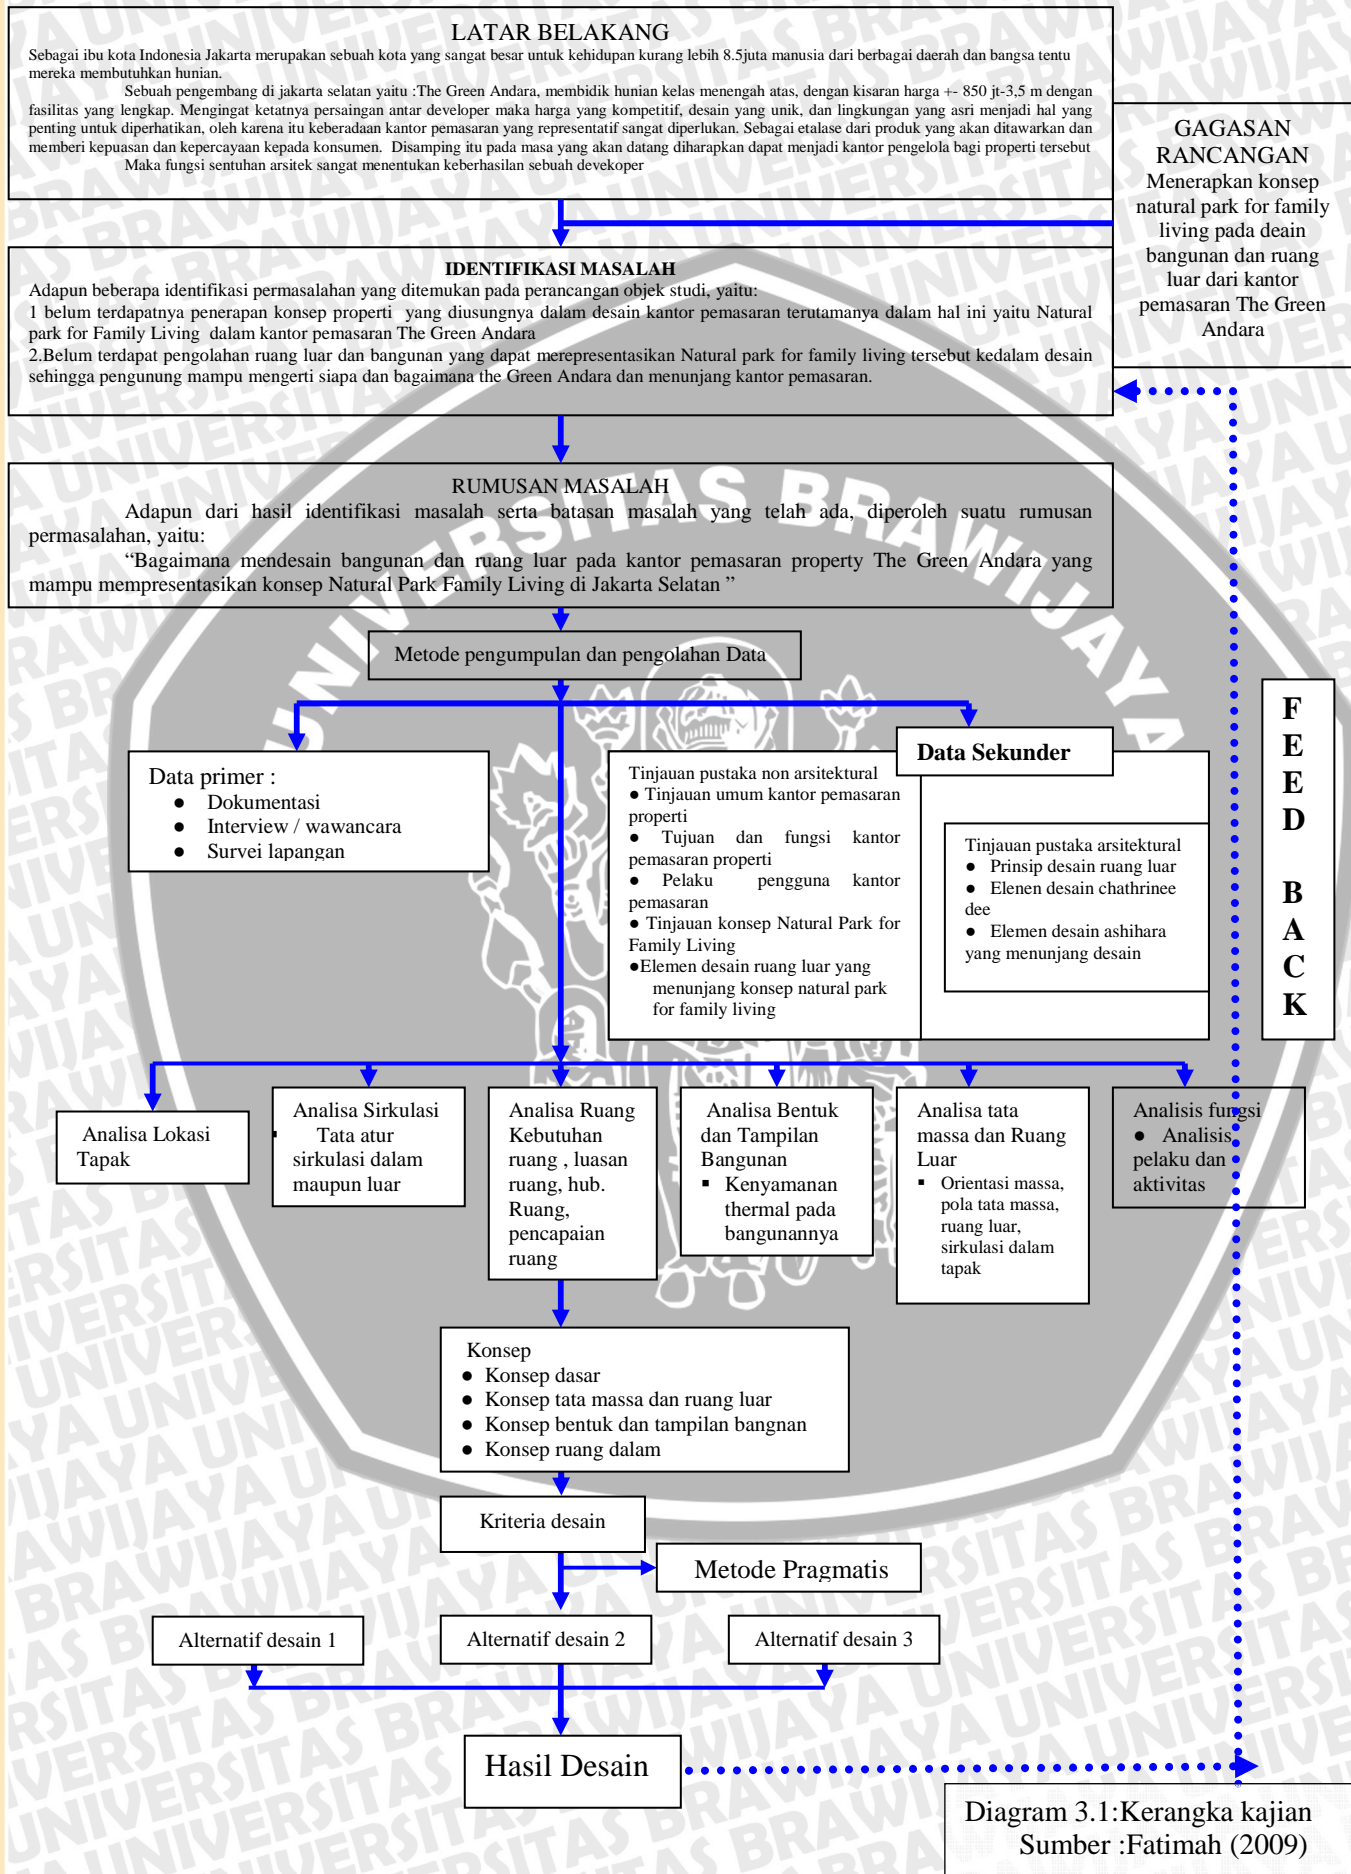 LATAR BELAKANG
Sebagai ibu kota Indonesia Jakarta merupakan sebuah kota yang sangat besar untuk kehidupan kurang lebih 8.5juta manusia dari berbagai daerah dan bangsa tentu
mereka membutuhkan hunian.
Sebuah pengembang di jakarta selatan yaitu :The Green Andara, membidik hunian kelas menengah atas, dengan kisaran harga +- 850 jt-3,5 m dengan
fasilitas yang lengkap. Mengingat ketatnya persaingan antar developer maka harga yang kompetitif, desain yang unik, dan lingkungan yang asri menjadi hal yang
penting untuk diperhatikan, oleh karena itu keberadaan kantor pemasaran yang representatif sangat diperlukan. Sebagai etalase dari produk yang akan ditawarkan dan
memberi kepuasan dan kepercayaan kepada konsumen. Disamping itu pada masa yang akan datang diharapkan dapat menjadi kantor pengelola bagi properti tersebut
Maka fungsi sentuhan arsitek sangat menentukan keberhasilan sebuah devekoper
GAGASAN
RANCANGAN
Menerapkan konsep
natural park for family
living pada deain
bangunan dan ruang
luar dari kantor
pemasaran The Green
Andara
IDENTIFIKASI MASALAH
Adapun beberapa identifikasi permasalahan yang ditemukan pada perancangan objek studi, yaitu:
1 belum terdapatnya penerapan konsep properti yang diusungnya dalam desain kantor pemasaran terutamanya dalam hal ini yaitu Natural
park for Family Living dalam kantor pemasaran The Green Andara
2.Belum terdapat pengolahan ruang luar dan bangunan yang dapat merepresentasikan Natural park for family living tersebut kedalam desain
sehingga pengunung mampu mengerti siapa dan bagaimana the Green Andara dan menunjang kantor pemasaran.
RUMUSAN MASALAH
Adapun dari hasil identifikasi masalah serta batasan masalah yang telah ada, diperoleh suatu rumusan
permasalahan, yaitu:
“Bagaimana mendesain bangunan dan ruang luar pada kantor pemasaran property The Green Andara yang
mampu mempresentasikan konsep Natural Park Family Living di Jakarta Selatan ”
UNIVERSITAS BRAWIJAYA
Metode pengumpulan dan pengolahan Data
Data primer :
● Dokumentasi
● Interview / wawancara
● Survei lapangan
Data Sekunder
Tinjauan pustaka non arsitektural
● Tinjauan umum kantor pemasaran
properti
● Tujuan dan fungsi kantor
pemasaran properti
● Pelaku pengguna kantor
pemasaran
● Tinjauan konsep Natural Park for
Family Living
●Elemen desain ruang luar yang
menunjang konsep natural park
for family living
Tinjauan pustaka arsitektural
● Prinsip desain ruang luar
● Elenen desain chathrinee
dee
● Elemen desain ashihara
yang menunjang desain
F
E
E
D
B
A
C
K
Analisa Lokasi
Tapak
Analisa Sirkulasi
▪ Tata atur
sirkulasi dalam
maupun luar
Analisa Ruang
Kebutuhan
ruang , luasan
ruang, hub.
Ruang,
pencapaian
ruang
Analisa Bentuk
dan Tampilan
Bangunan
▪ Kenyamanan
thermal pada
bangunannya
Analisa tata
massa dan Ruang
Luar
▪ Orientasi massa,
pola tata massa,
ruang luar,
sirkulasi dalam
tapak
Analisis fungsi
● Analisis
pelaku dan
aktivitas
Konsep
● Konsep dasar
● Konsep tata massa dan ruang luar
● Konsep bentuk dan tampilan bangnan
● Konsep ruang dalam
Kriteria desain
Metode Pragmatis
Alternatif desain 1
Alternatif desain 2
Alternatif desain 3
Hasil Desain
Diagram 3.1:Kerangka kajian
Sumber :Fatimah (2009)